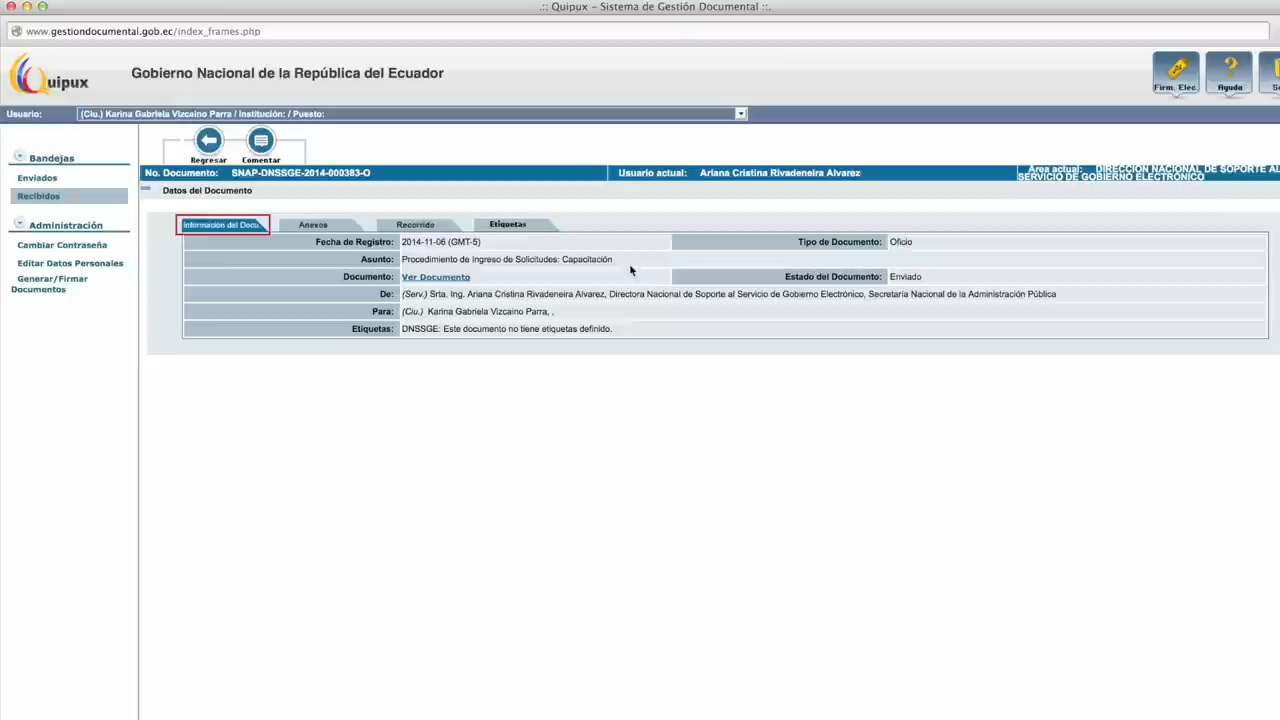 .:: Quipux – Sistema de Gestión Documental ::.
www.gestiondocumental.gob.ec/index_frames.php
Quipux
Gobierno Nacional de la República del Ecuador
Firm. Elec.
Ayuda
Usuario:
(Ciu.) Karina Gabriela Vizcaino Parra / Institución: / Puesto:
Bandejas
Enviados
Recibidos
Administración
Cambiar Contraseña
Editar Datos Personales
Generar/Firmar
Documentos
Regresar
Comentar
No. Documento: SNAP-DNSSGE-2014-000383-O
Usuario actual: Ariana Cristina Rivadeneira Alvarez
Area actual: DIRECCIÓN NACIONAL DE SOPORTE AL
SERVICIO DE GOBIERNO ELECTRÓNICO
Datos del Documento
Información del Docu.
Anexos
Recorrido
Etiquetas
Fecha de Registro: 2014-11-06 (GMT-5)
Tipo de Documento: Oficio
Asunto: Procedimiento de Ingreso de Solicitudes: Capacitación
Documento: Ver Documento
Estado del Documento: Enviado
De: (Serv.) Srta. Ing. Ariana Cristina Rivadeneira Alvarez, Directora Nacional de Soporte al Servicio de Gobierno Electrónico, Secretaría Nacional de la Administración Pública
Para: (Ciu.) Karina Gabriela Vizcaino Parra, ,
Etiquetas: DNSSGE: Este documento no tiene etiquetas definido.